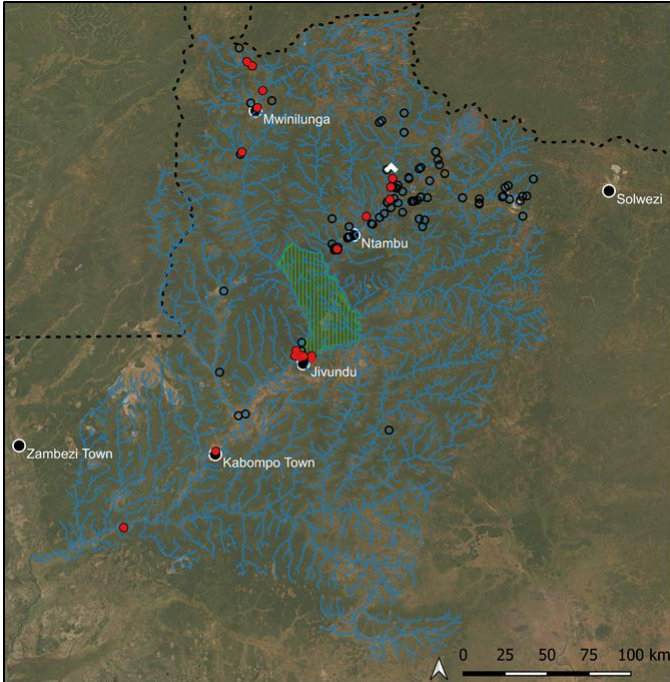 Mwinilunga
Solwezi
Ntambu
Jivundu
Zambezi Town
Kabompo Town
0 25 50 75 100 km